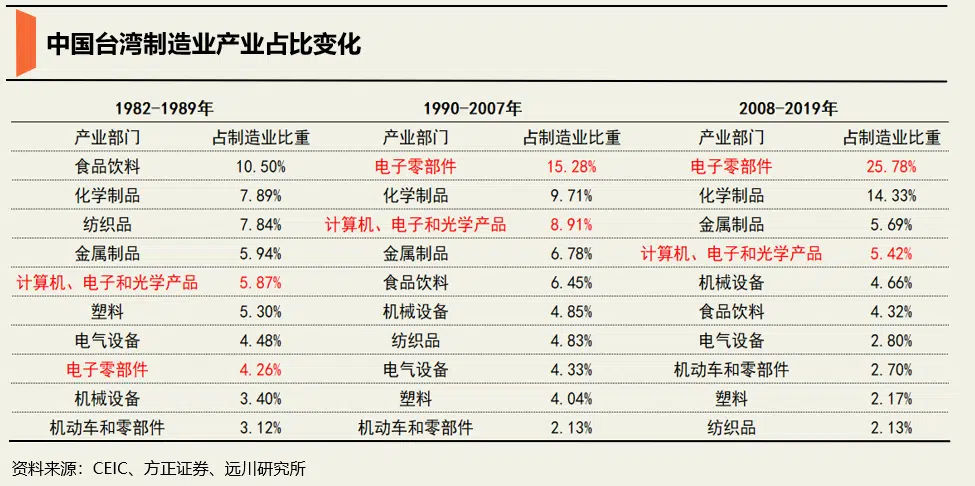 中国台湾制造业产业占比变化
1982-1989年 1990-2007年 2008-2019年
产业部门 占制造业比重 产业部门 占制造业比重 产业部门 占制造业比重
食品饮料 10.50% 电子零部件 15.28% 电子零部件 25.78%
化学制品 7.89% 化学制品 9.71% 化学制品 14.33%
纺织品 7.84% 计算机、电子和光学产品 8.91% 金属制品 5.69%
金属制品 5.94% 金属制品 6.78% 计算机、电子和光学产品 5.42%
计算机、电子和光学产品 5.87% 食品饮料 6.45% 机械设备 4.66%
塑料 5.30% 机械设备 4.85% 食品饮料 4.32%
电气设备 4.48% 纺织品 4.83% 电气设备 2.80%
电子零部件 4.26% 电气设备 4.33% 机动车和零部件 2.70%
机械设备 3.40% 塑料 4.04% 塑料 2.17%
机动车和零部件 3.12% 机动车和零部件 2.13% 纺织品 2.13%
资料来源：CEIC、方正证券、远川研究所